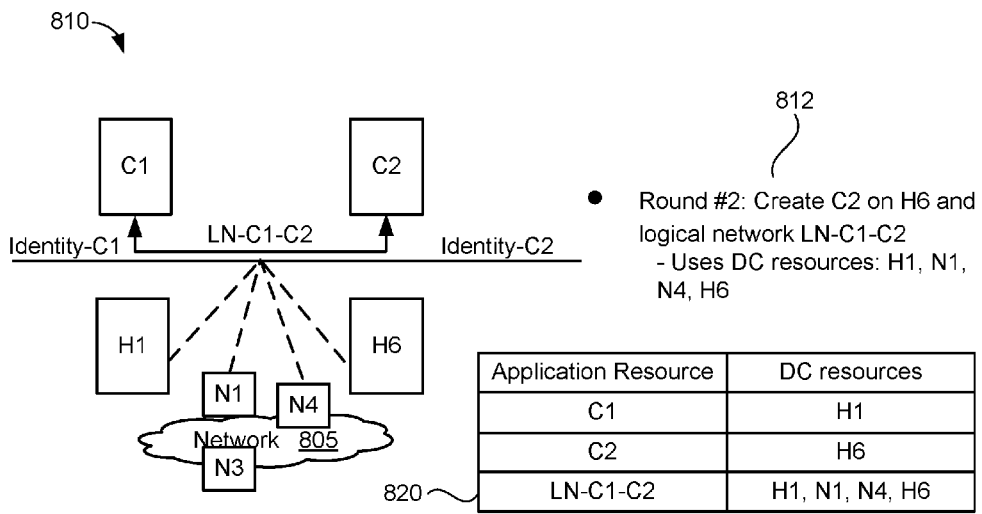 810
812
C1
C2
● Round #2: Create C2 on H6 and
logical network LN-C1-C2
- Uses DC resources: H1, N1,
N4, H6
Identity-C1
LN-C1-C2
Identity-C2
H1
H6
N1
N4
Network 805
N3
Application Resource DC resources
C1 H1
C2 H6
LN-C1-C2 H1, N1, N4, H6
820